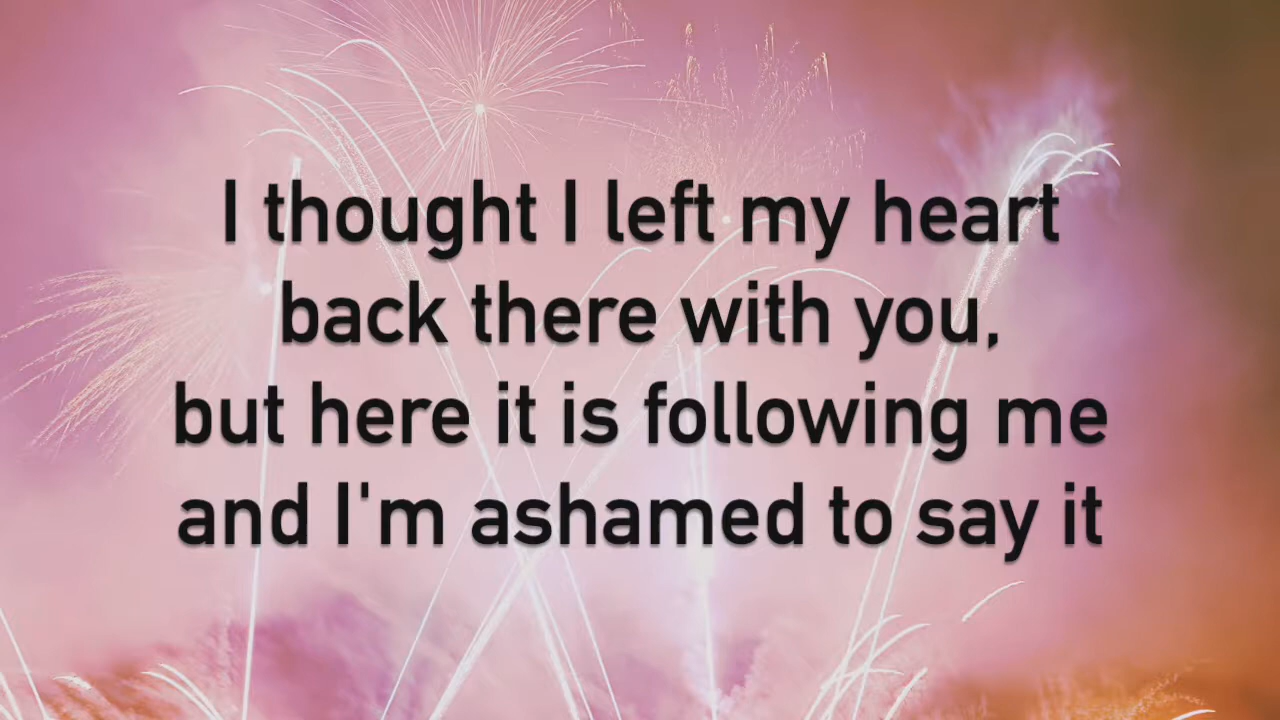 I thought I left my heart
back there with you,
but here it is following me
and I'm ashamed to say it